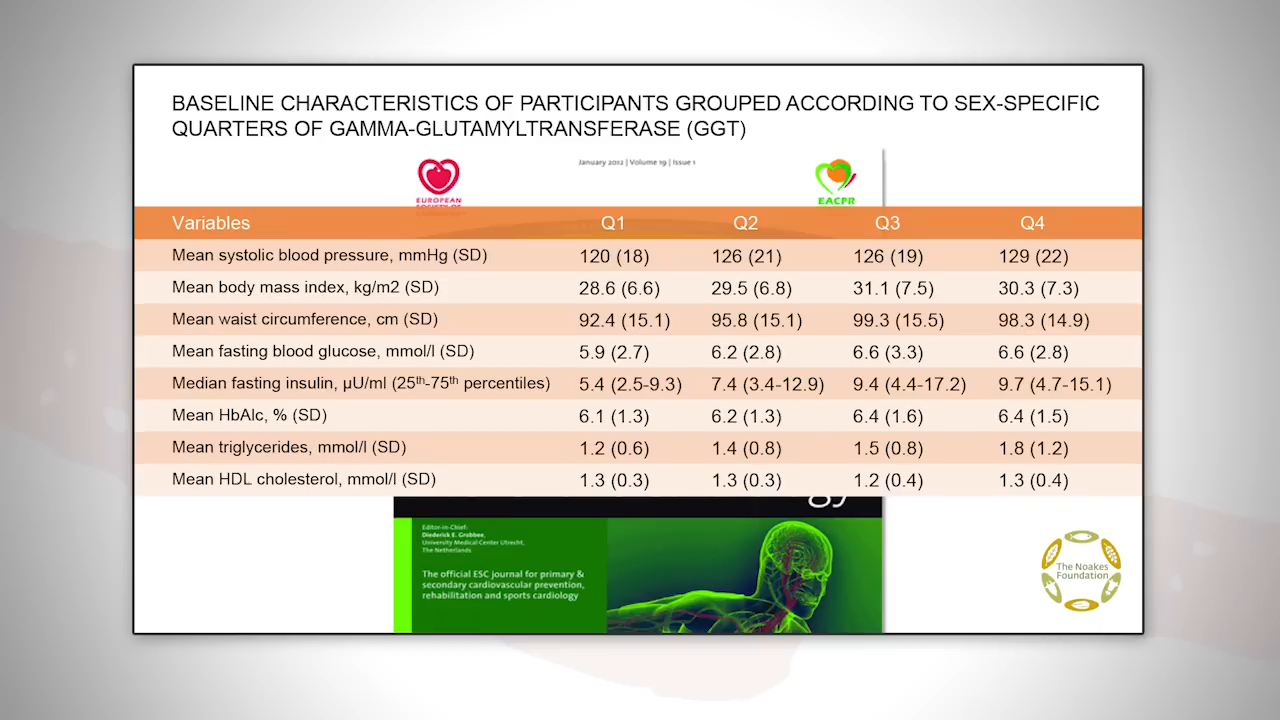 BASELINE CHARACTERISTICS OF PARTICIPANTS GROUPED ACCORDING TO SEX-SPECIFIC
QUARTERS OF GAMMA-GLUTAMYLTRANSFERASE (GGT)
January 2012 | Volume 19 | Issue 1
EUROPEAN
SOCIETY OF
EACPR
Variables Q1 Q2 Q3 Q4
Mean systolic blood pressure, mmHg (SD) 120 (18) 126 (21) 126 (19) 129 (22)
Mean body mass index, kg/m2 (SD) 28.6 (6.6) 29.5 (6.8) 31.1 (7.5) 30.3 (7.3)
Mean waist circumference, cm (SD) 92.4 (15.1) 95.8 (15.1) 99.3 (15.5) 98.3 (14.9)
Mean fasting blood glucose, mmol/l (SD) 5.9 (2.7) 6.2 (2.8) 6.6 (3.3) 6.6 (2.8)
Median fasting insulin, µU/ml (25th-75th percentiles) 5.4 (2.5-9.3) 7.4 (3.4-12.9) 9.4 (4.4-17.2) 9.7 (4.7-15.1)
Mean HbAlc, % (SD) 6.1 (1.3) 6.2 (1.3) 6.4 (1.6) 6.4 (1.5)
Mean triglycerides, mmol/l (SD) 1.2 (0.6) 1.4 (0.8) 1.5 (0.8) 1.8 (1.2)
Mean HDL cholesterol, mmol/l (SD) 1.3 (0.3) 1.3 (0.3) 1.2 (0.4) 1.3 (0.4)
gy
Editor-in-Chief:
Diederick E. Grobbee,
University Medical Center Utrecht,
The Netherlands
The official ESC journal for primary &
secondary cardiovascular prevention,
rehabilitation and sports cardiology
The Noakes
Foundation